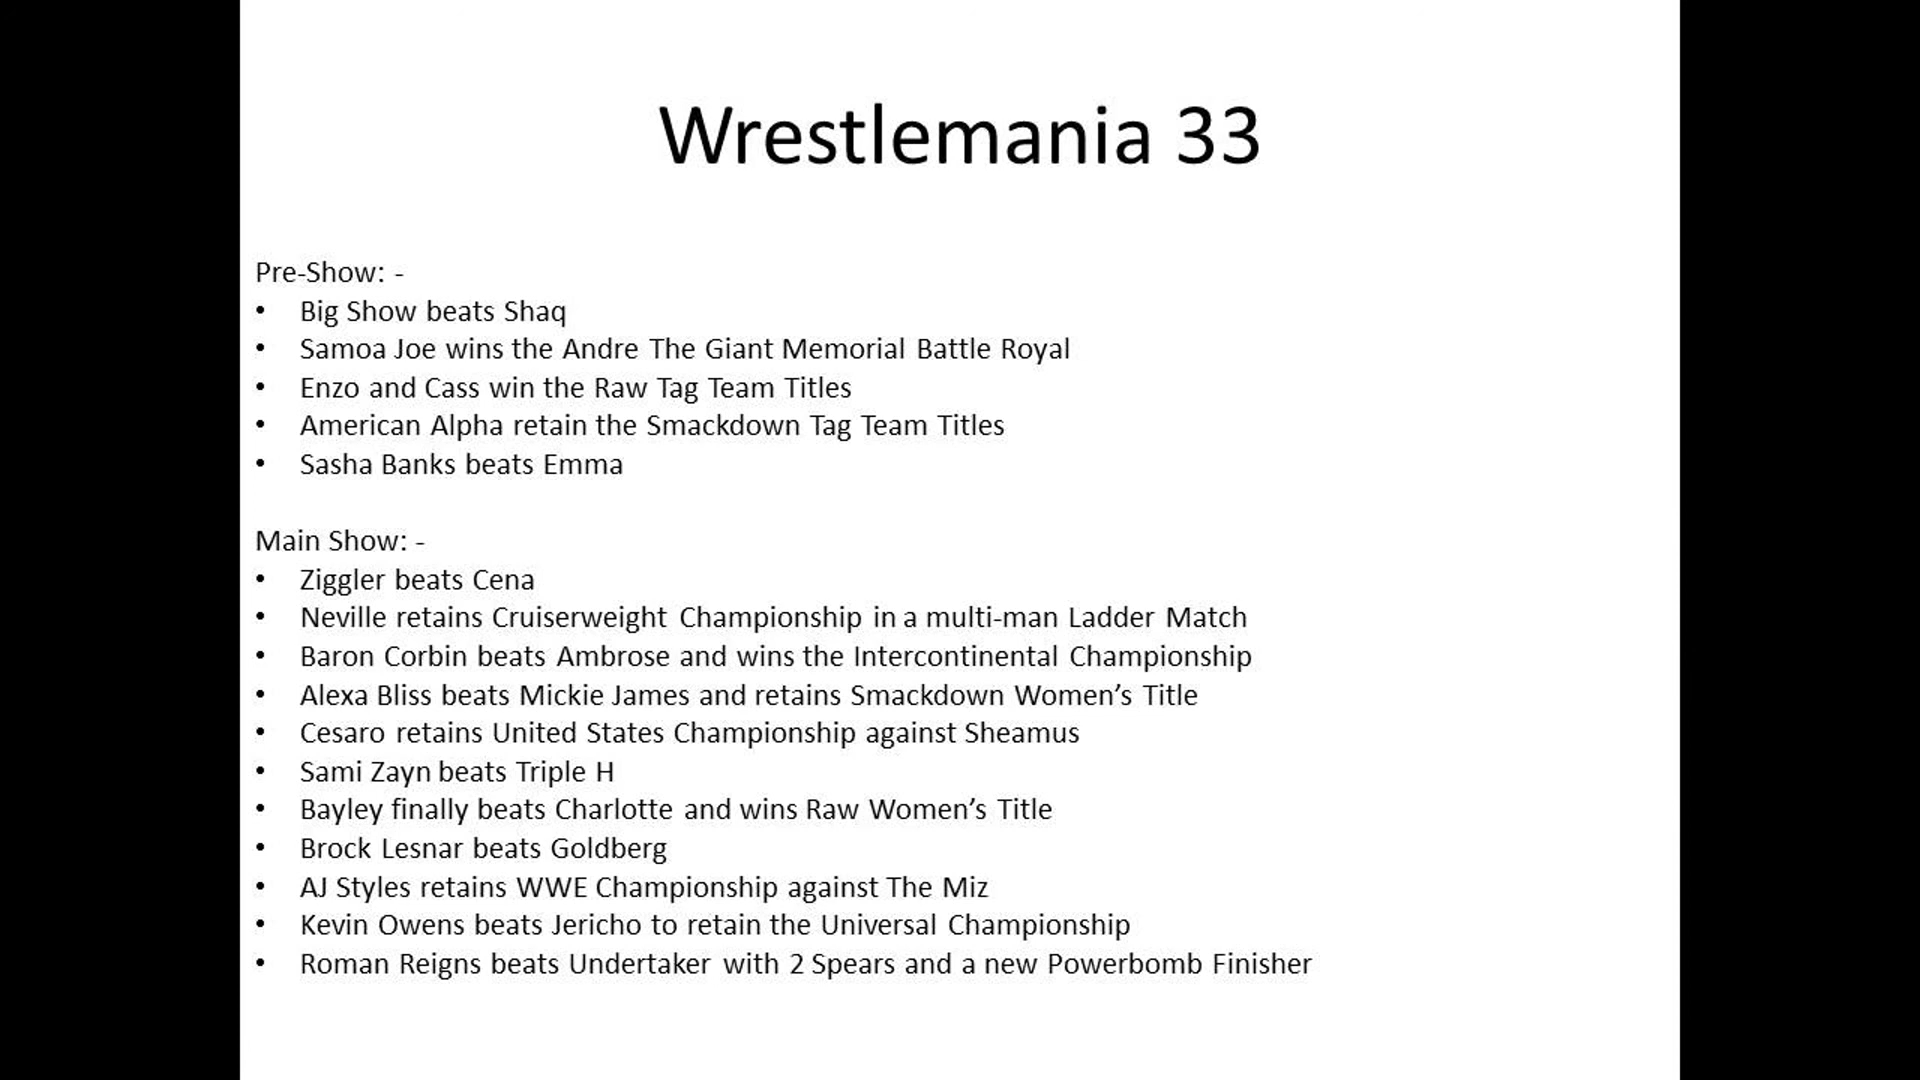 Wrestlemania 33
Pre-Show: -
• Big Show beats Shaq
• Samoa Joe wins the Andre The Giant Memorial Battle Royal
• Enzo and Cass win the Raw Tag Team Titles
• American Alpha retain the Smackdown Tag Team Titles
• Sasha Banks beats Emma
Main Show: -
• Ziggler beats Cena
• Neville retains Cruiserweight Championship in a multi-man Ladder Match
• Baron Corbin beats Ambrose and wins the Intercontinental Championship
• Alexa Bliss beats Mickie James and retains Smackdown Women’s Title
• Cesaro retains United States Championship against Sheamus
• Sami Zayn beats Triple H
• Bayley finally beats Charlotte and wins Raw Women’s Title
• Brock Lesnar beats Goldberg
• AJ Styles retains WWE Championship against The Miz
• Kevin Owens beats Jericho to retain the Universal Championship
• Roman Reigns beats Undertaker with 2 Spears and a new Powerbomb Finisher